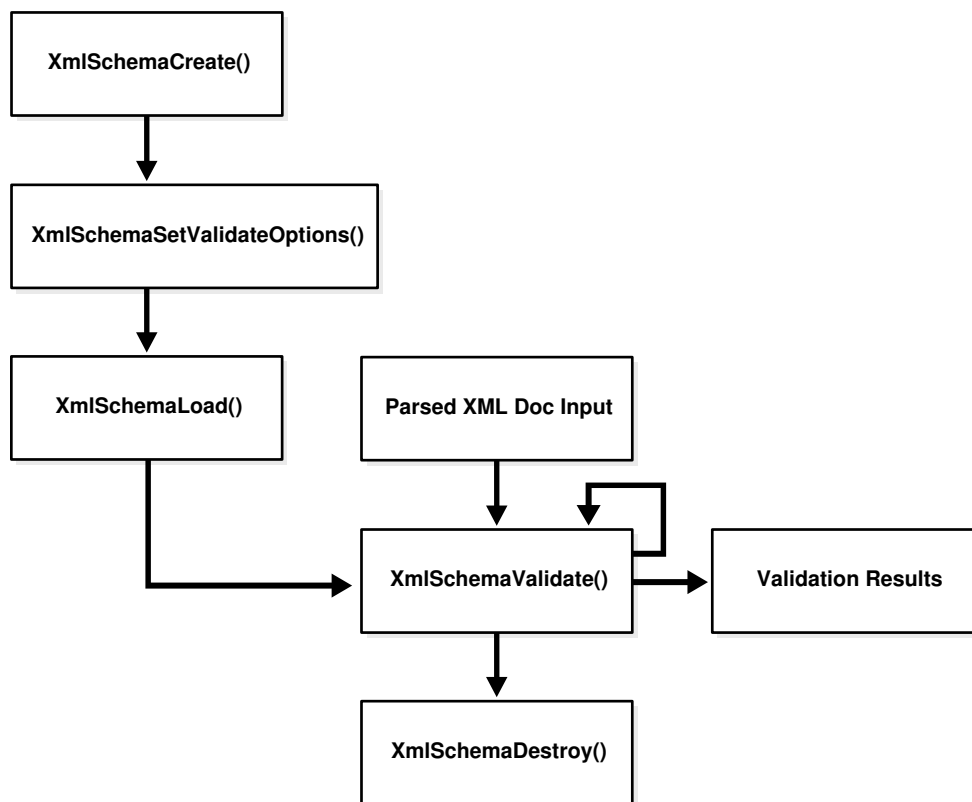 XmlSchemaCreate()
XmlSchemaSetValidateOptions()
XmlSchemaLoad()
Parsed XML Doc Input
XmlSchemaValidate()
Validation Results
XmlSchemaDestroy()